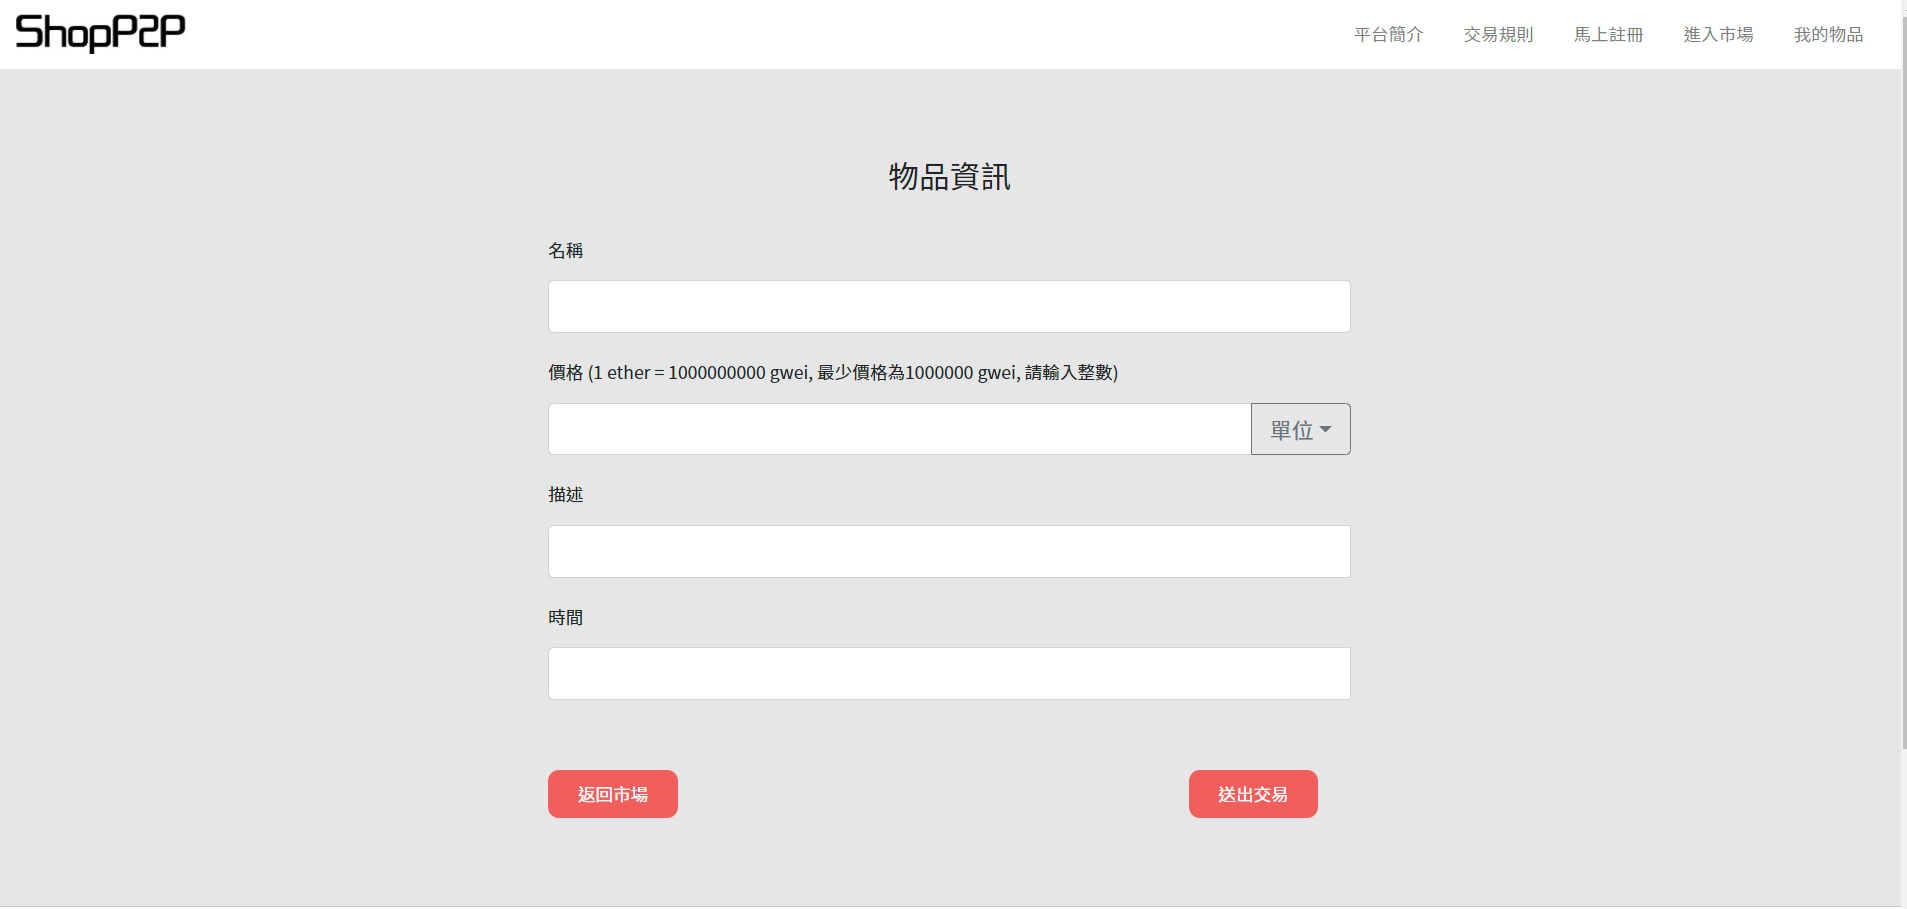 ShopP2P
平台簡介 交易規則 馬上註冊 進入市場 我的物品
物品資訊
名稱
價格 (1 ether = 1000000000 gwei, 最少價格為1000000 gwei, 請輸入整數)
單位
描述
時間
返回市場 送出交易